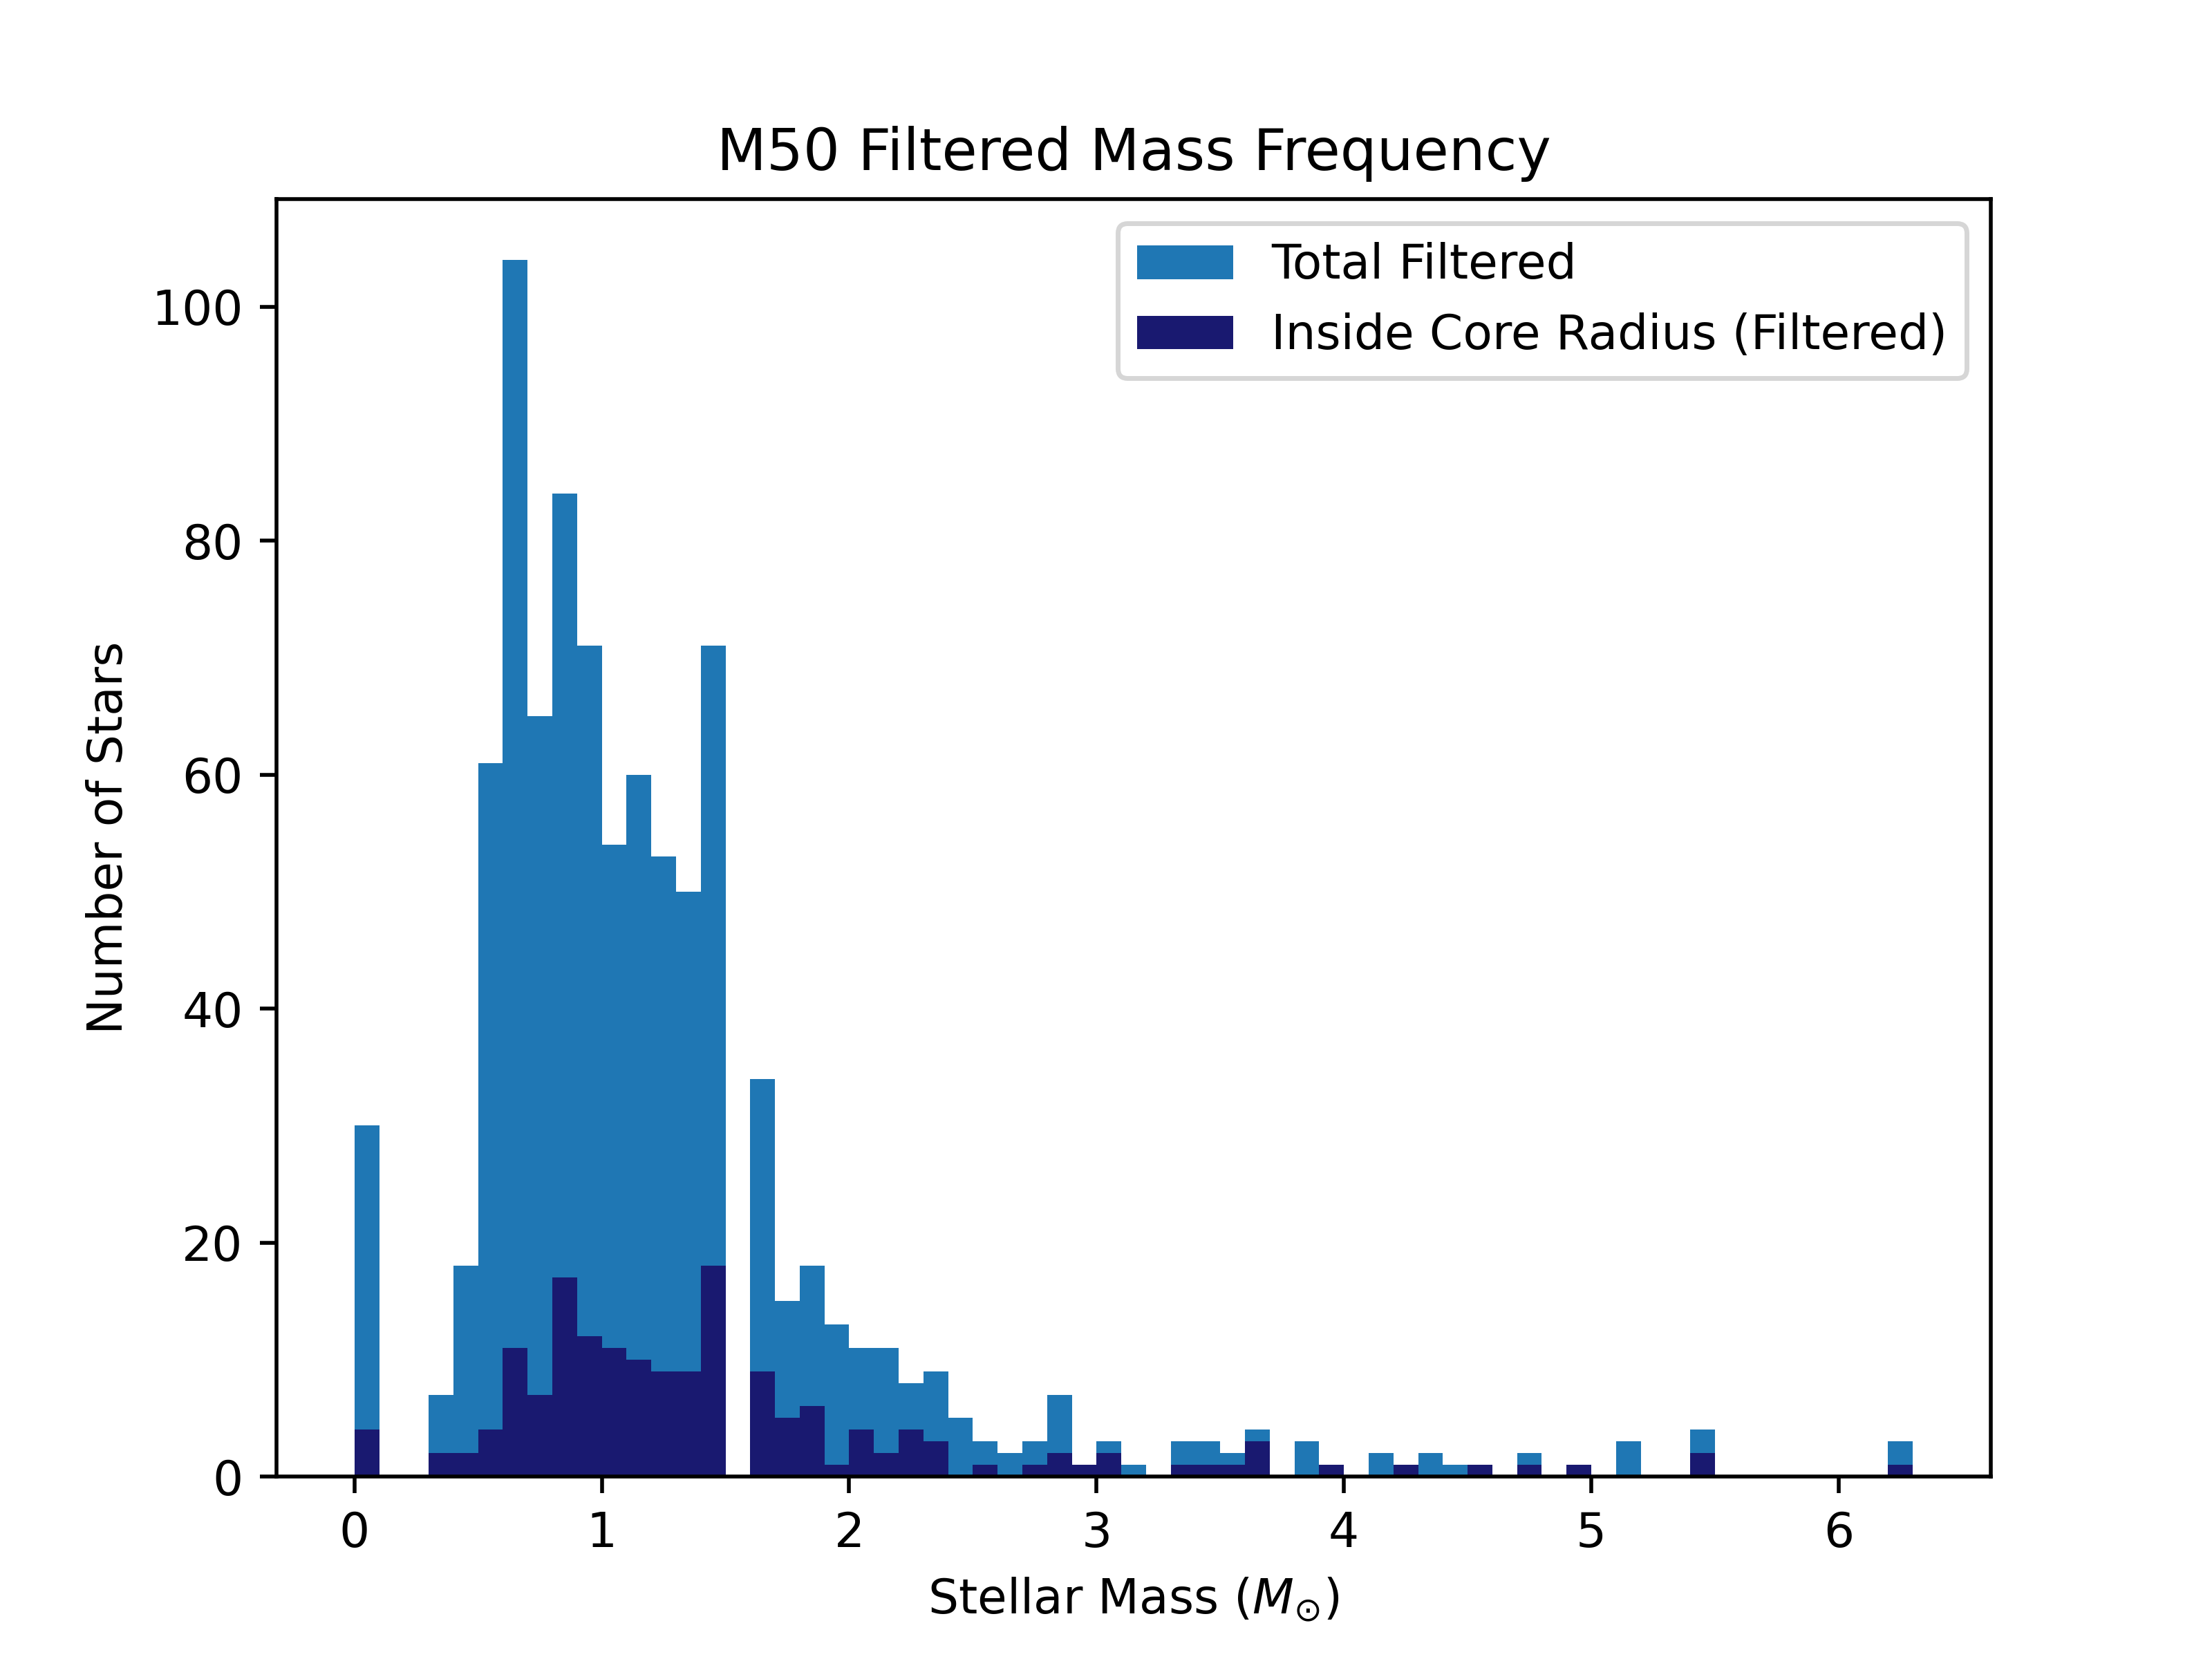 M50 Filtered Mass Frequency
Total Filtered
Inside Core Radius (Filtered)
100
80
60
40
20
0
Number of Stars
0 1 2 3 4 5 6
Stellar Mass (M☉)